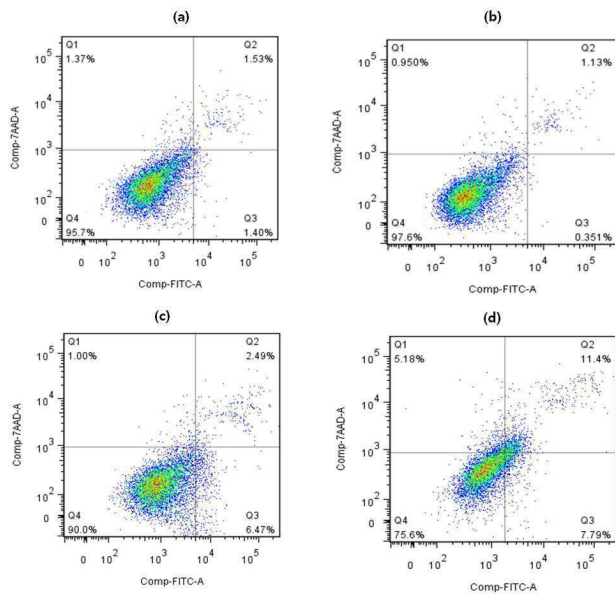 (a)
Q1
1.37%
Q2
1.53%
Q4
95.7%
Q3
1.40%
10^5
10^4
10^3
10^2
0
0 10^2 10^3 10^4 10^5
Comp-7AAD-A
Comp-FITC-A
(b)
Q1
0.950%
Q2
1.13%
Q4
97.6%
Q3
0.351%
10^5
10^4
10^3
10^2
0
0 10^2 10^3 10^4 10^5
Comp-7AAD-A
Comp-FITC-A
(c)
Q1
1.00%
Q2
2.49%
Q4
90.0%
Q3
6.47%
10^5
10^4
10^3
10^2
0
0 10^2 10^3 10^4 10^5
Comp-7AAD-A
Comp-FITC-A
(d)
Q1
5.18%
Q2
11.4%
Q4
75.6%
Q3
7.79%
10^5
10^4
10^3
10^2
0
0 10^2 10^3 10^4 10^5
Comp-7AAD-A
Comp-FITC-A